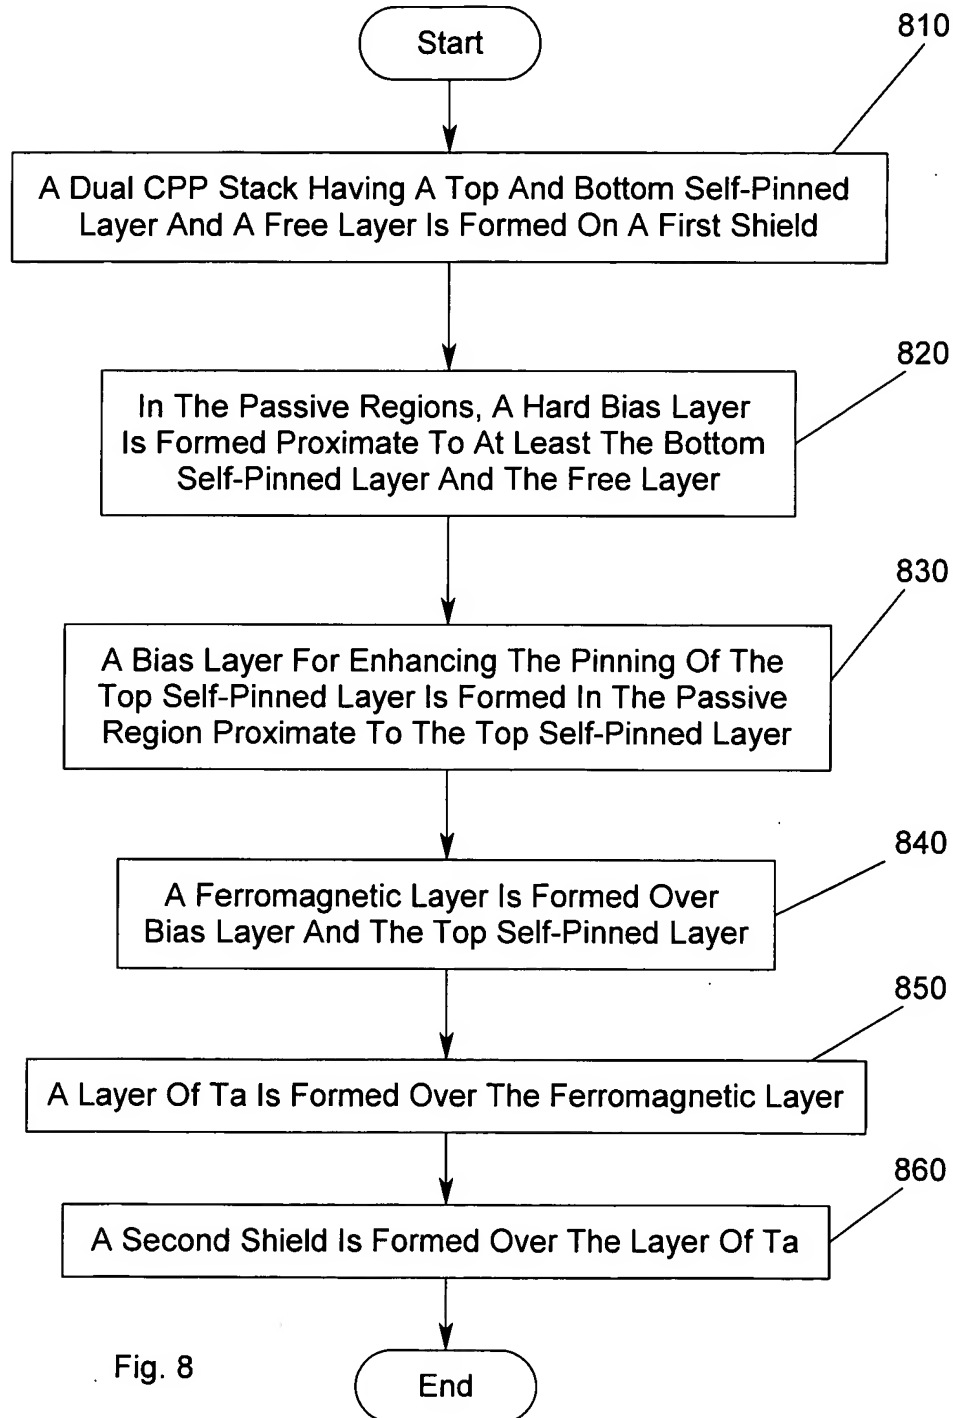 Start
810
A Dual CPP Stack Having A Top And Bottom Self-Pinned
Layer And A Free Layer Is Formed On A First Shield
820
In The Passive Regions, A Hard Bias Layer
Is Formed Proximate To At Least The Bottom
Self-Pinned Layer And The Free Layer
830
A Bias Layer For Enhancing The Pinning Of The
Top Self-Pinned Layer Is Formed In The Passive
Region Proximate To The Top Self-Pinned Layer
840
A Ferromagnetic Layer Is Formed Over
Bias Layer And The Top Self-Pinned Layer
850
A Layer Of Ta Is Formed Over The Ferromagnetic Layer
860
A Second Shield Is Formed Over The Layer Of Ta
Fig. 8
End